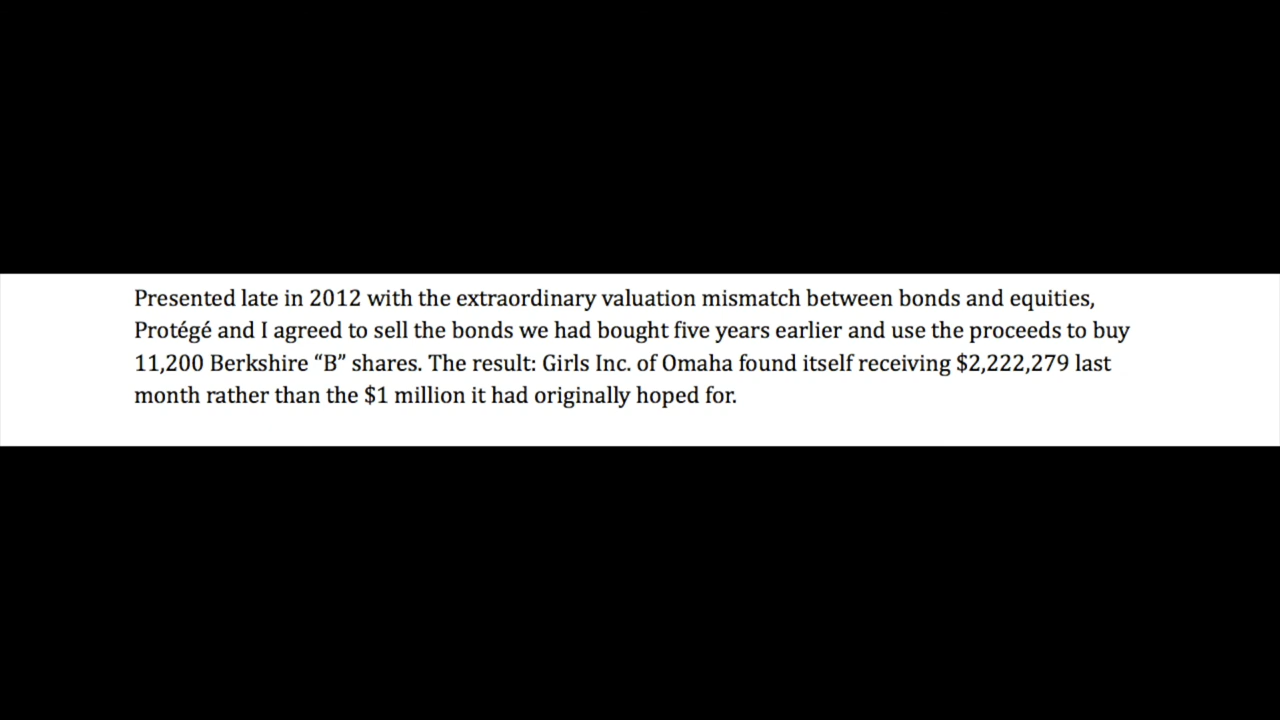 Presented late in 2012 with the extraordinary valuation mismatch between bonds and equities,
Protégé and I agreed to sell the bonds we had bought five years earlier and use the proceeds to buy
11,200 Berkshire “B” shares. The result: Girls Inc. of Omaha found itself receiving $2,222,279 last
month rather than the $1 million it had originally hoped for.